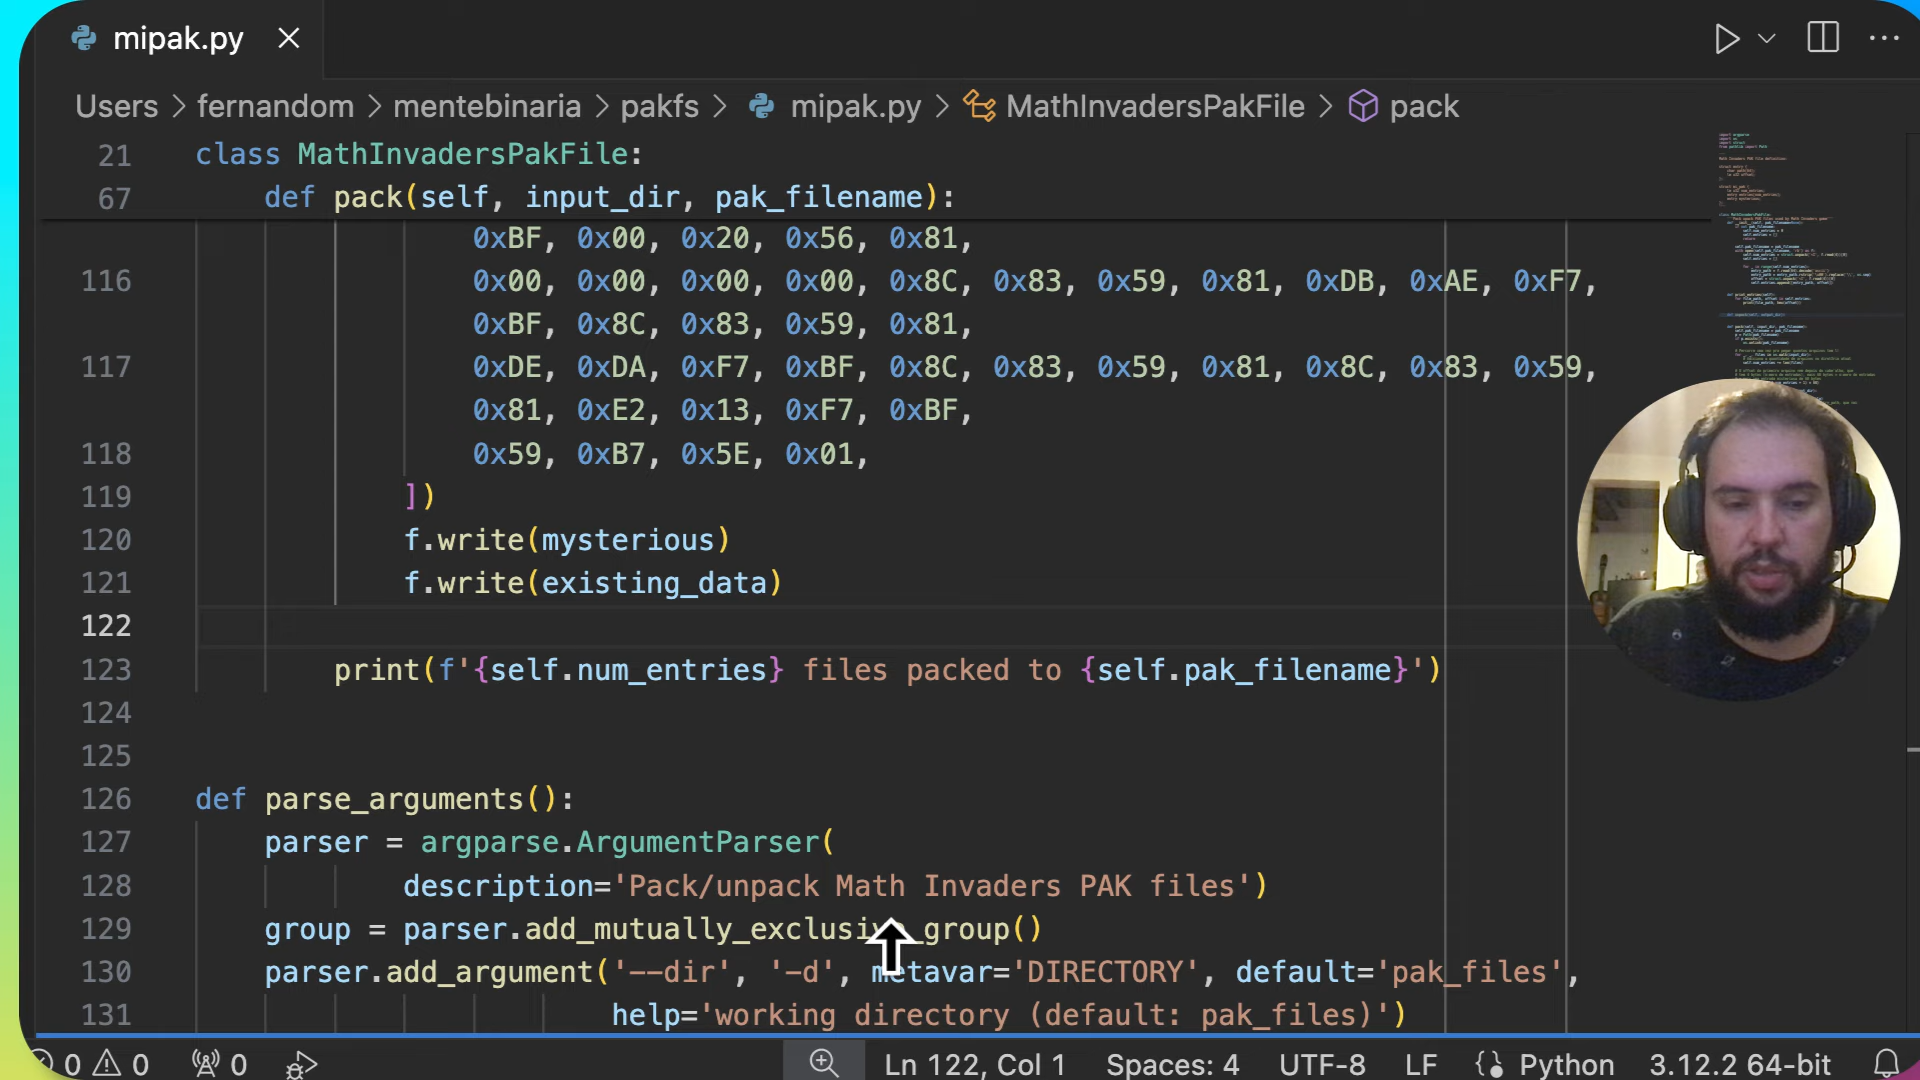 mipak.py
Users > fernandom > mentebinaria > pakfs > mipak.py > MathInvadersPakFile > pack
21 class MathInvadersPakFile:
67 def pack(self, input_dir, pak_filename):
0xBF, 0x00, 0x20, 0x56, 0x81,
116 0x00, 0x00, 0x00, 0x00, 0x8C, 0x83, 0x59, 0x81, 0xDB, 0xAE, 0xF7,
0xBF, 0x8C, 0x83, 0x59, 0x81,
117 0xDE, 0xDA, 0xF7, 0xBF, 0x8C, 0x83, 0x59, 0x81, 0x8C, 0x83, 0x59,
0x81, 0xE2, 0x13, 0xF7, 0xBF,
118 0x59, 0xB7, 0x5E, 0x01,
119 ])
120 f.write(mysterious)
121 f.write(existing_data)
122
123 print(f'{self.num_entries} files packed to {self.pak_filename}')
124
125
126 def parse_arguments():
127 parser = argparse.ArgumentParser(
128 description='Pack/unpack Math Invaders PAK files')
129 group = parser.add_mutually_exclusive_group()
130 parser.add_argument('--dir', '-d', metavar='DIRECTORY', default='pak_files',
131 help='working directory (default: pak_files)')
0 0 0 Ln 122, Col 1 Spaces: 4 UTF-8 LF Python 3.12.2 64-bit